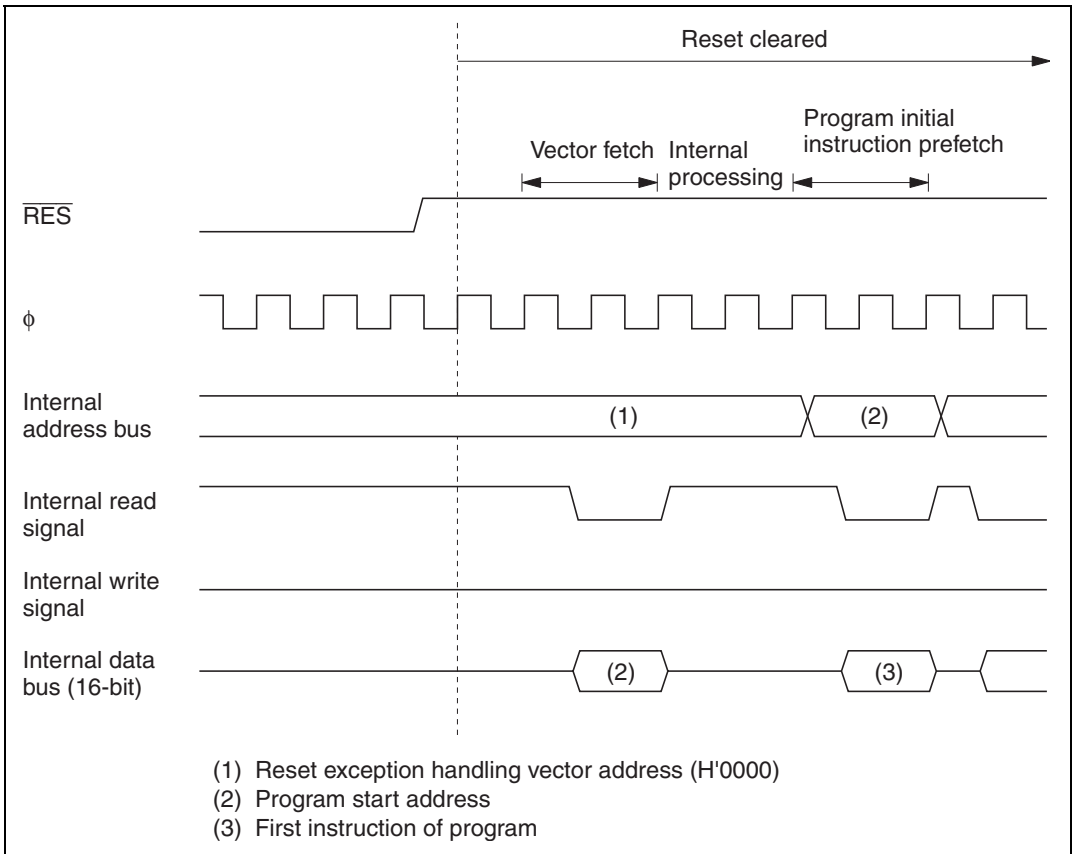 Reset cleared
Program initial
instruction prefetch
Vector fetch
Internal
processing
RES
φ
Internal
address bus
(1)
(2)
Internal read
signal
Internal write
signal
Internal data
bus (16-bit)
(2)
(3)
(1) Reset exception handling vector address (H'0000)
(2) Program start address
(3) First instruction of program